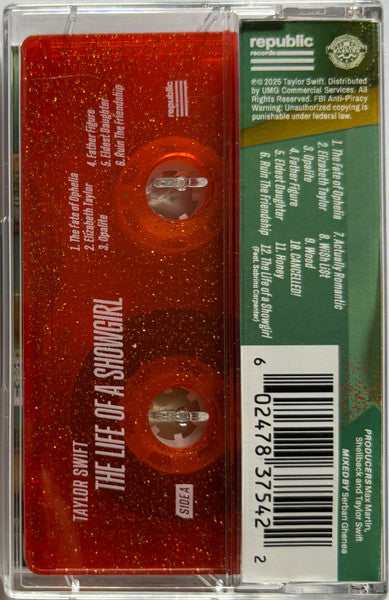 TAYLOR SWIFT
THE LIFE OF A SHOWGIRL
SIDE A
1. The Fate of Ophelia
2. Elizabeth Taylor
3. Opalite
4. Father Figure
5. Eldest Daughter
6. Ruin The Friendship
republic
records
republic
records
℗© 2025 Taylor Swift. Distributed
by UMG Commercial Services. All
Rights Reserved. FBI Anti-Piracy
Warning: Unauthorized copying is
punishable under federal law.
1. The Fate of Ophelia
2. Elizabeth Taylor
3. Opalite
4. Father Figure
5. Eldest Daughter
6. Ruin The Friendship
7. Actually Romantic
8. Wi$h Li$t
9. Wood
10. CANCELLED!
11. Honey
12. The Life of a Showgirl
(Feat. Sabrina Carpenter)
6 02478 37542 2
PRODUCERS Max Martin,
Shellback and Taylor Swift
MIXED BY Serban Ghenea